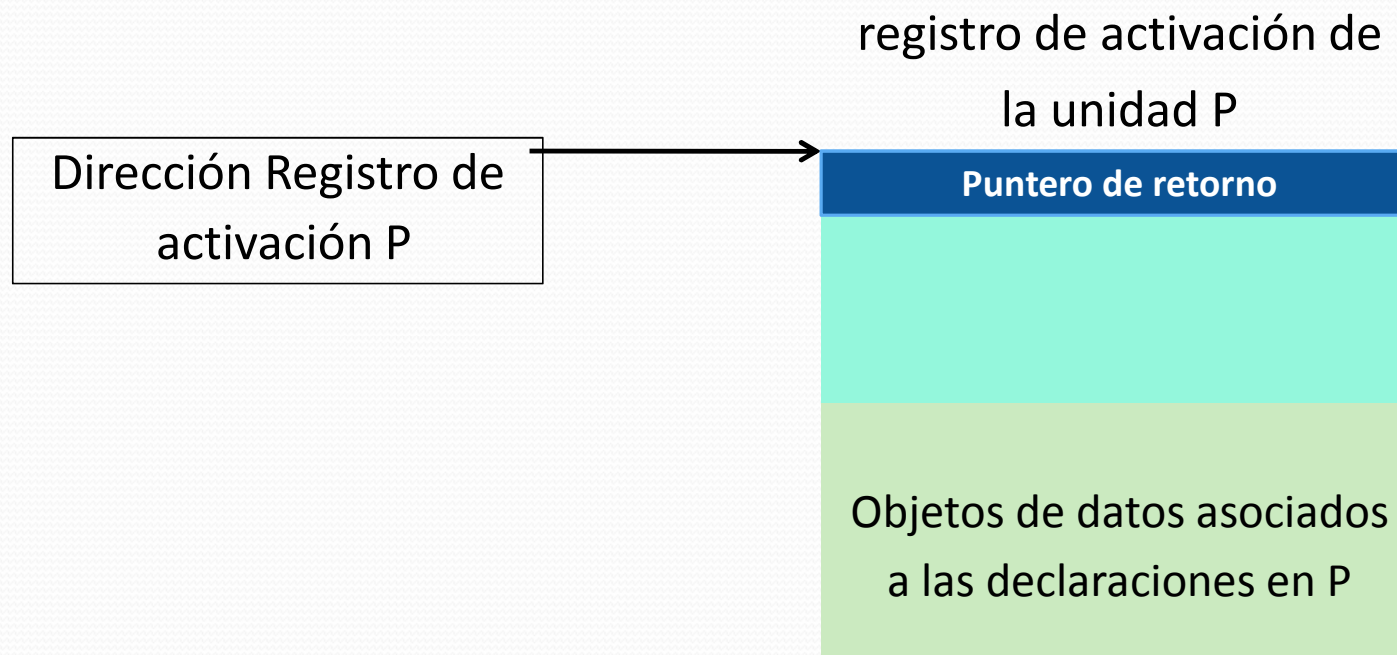 registro de activación de
la unidad P
Dirección Registro de
activación P
Puntero de retorno
Objetos de datos asociados
a las declaraciones en P